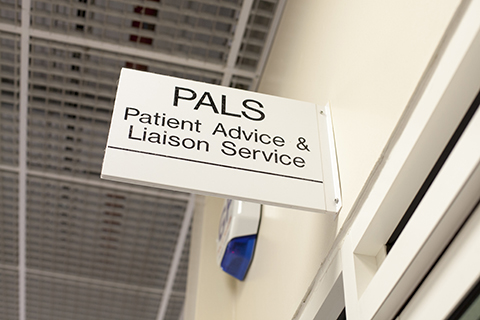 PALS
Patient Advice &
Liaison Service